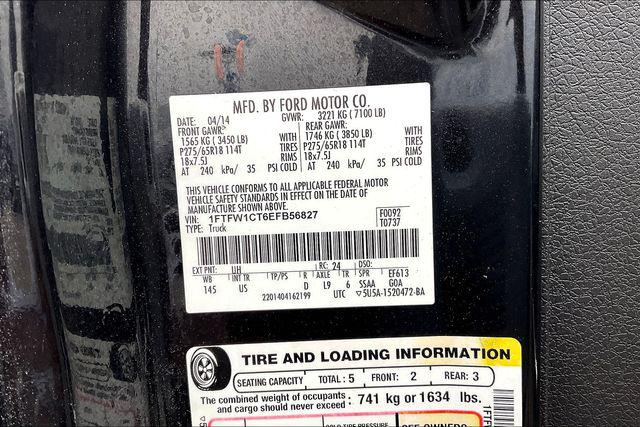 MFD. BY FORD MOTOR CO.
DATE: 04/14 GVWR: 3221 KG ( 7100 LB)
FRONT GAWR: REAR GAWR:
1565 KG ( 3450 LB) WITH 1746 KG ( 3850 LB) WITH
P275/65R18 114T TIRES P275/65R18 114T TIRES
18x7.5J RIMS 18x7.5J RIMS
AT 240 kPa/ 35 PSI COLD AT 240 kPa/ 35 PSI COLD
THIS VEHICLE CONFORMS TO ALL APPLICABLE FEDERAL MOTOR
VEHICLE SAFETY STANDARDS IN EFFECT ON THE DATE OF
MANUFACTURE SHOWN ABOVE.
VIN: 1FTFW1CT6EFB56827 F0092
TYPE: Truck T0737
EXT PNT: UH RC: 24 DSO:
WB INT TR TP/PS R AXLE TR SPR EF613
145 US D L9 6 SSAA G0A
2201404162199 UTC ▽5U5A-1520472-BA
TIRE AND LOADING INFORMATION
SEATING CAPACITY TOTAL: 5 FRONT: 2 REAR: 3
The combined weight of occupants
and cargo should never exceed: 741 kg or 1634 lbs.